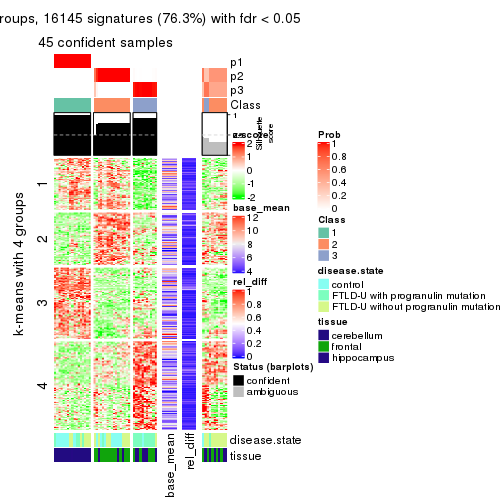 roups, 16145 signatures (76.3%) with fdr < 0.05
45 confident samples
p1
p2
p3
Class
1
Silhouette
score
1
2
3
4
k-means with 4 groups
z-score
2
1
0
-1
-2
base_mean
12
10
8
6
4
rel_diff
1
0.8
0.6
0.4
0.2
0
Status (barplots)
confident
ambiguous
Prob
1
0.8
0.6
0.4
0.2
0
Class
1
2
3
disease.state
control
FTLD-U with progranulin mutation
FTLD-U without progranulin mutation
tissue
cerebellum
frontal
hippocampus
disease.state
tissue
base_mean
rel_diff